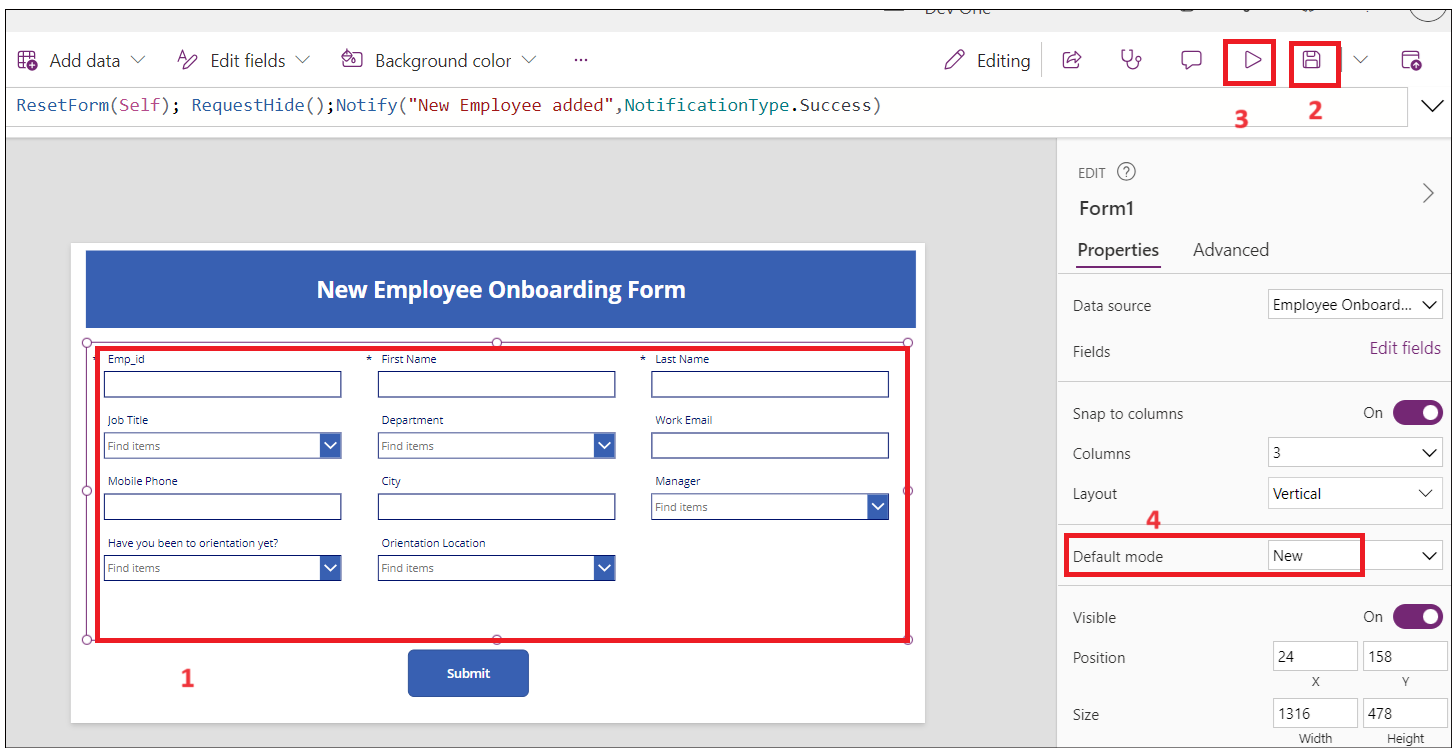 Add data Edit fields Background color ... Editing
ResetForm(Self); RequestHide();Notify("New Employee added",NotificationType.Success)
3
2
EDIT ?
Form1
Properties Advanced
Data source Employee Onboard...
Fields Edit fields
Snap to columns On
Columns 3
Layout Vertical
4
Default mode New
Visible On
Position 24 158
X Y
Size 1316 478
Width Height
New Employee Onboarding Form
* Emp_id * First Name * Last Name
Job Title Department Work Email
Find items Find items
Mobile Phone City Manager
Find items
Have you been to orientation yet? Orientation Location
Find items Find items
1
Submit